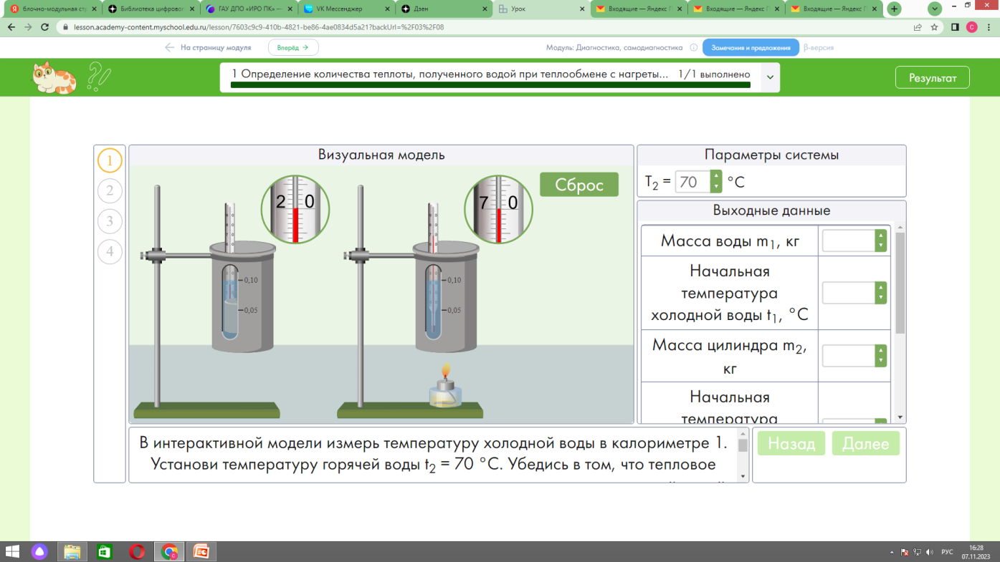 блочно-модульная ст
Библиотека цифрово
ГАУ ДПО «ИРО ПК» —
VK Мессенджер
Дзен
Урок
Входящие — Яндекс П
Входящие — Яндекс П
Входящие — Яндекс П
lesson.academy-content.myschool.edu.ru/lesson/7603c9c9-410b-4821-be86-4ae0834d5a21?backUrl=%2F03%2F08
На страницу модуля
Вперёд →
Модуль: Диагностика, самодиагностика
Замечания и предложения
β-версия
1 Определение количества теплоты, полученного водой при теплообмене с нагреты... 1/1 выполнено
Результат
1
2
3
4
Визуальная модель
2 0
7 0
Сброс
0,10
0,05
0,10
0,05
Параметры системы
T₂ = 70 °C
Выходные данные
Масса воды m₁, кг
Начальная
температура
холодной воды t₁, °C
Масса цилиндра m₂,
кг
Начальная
температура
В интерактивной модели измерь температуру холодной воды в калориметре 1.
Установи температуру горячей воды t₂ = 70 °C. Убедись в том, что тепловое
Назад
Далее
РУС
16:28
07.11.2023